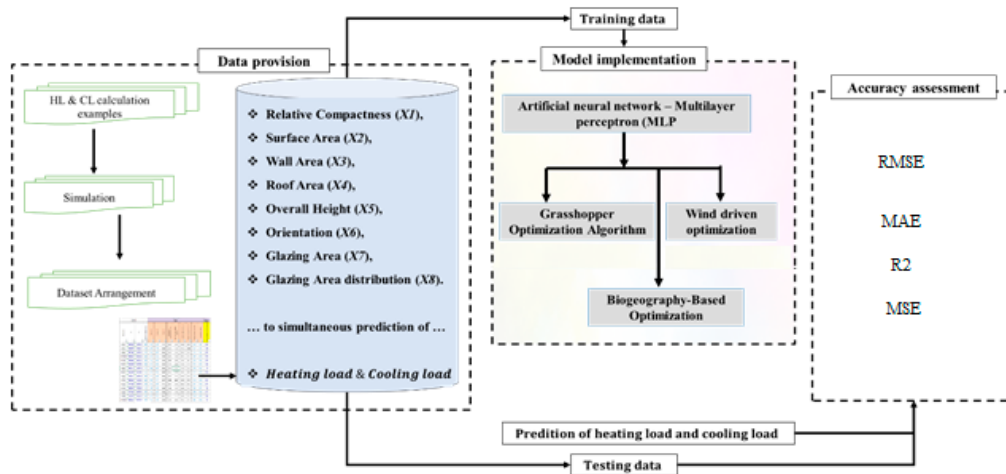 Training data
Data provision
HL & CL calculation
examples
Simulation
Dataset Arrangement
❖ Relative Compactness (X1),
❖ Surface Area (X2),
❖ Wall Area (X3),
❖ Roof Area (X4),
❖ Overall Height (X5),
❖ Orientation (X6),
❖ Glazing Area (X7),
❖ Glazing Area distribution (X8).
… to simultaneous prediction of …
❖ Heating load & Cooling load
Model implementation
Artificial neural network – Multilayer
perceptron (MLP
Grasshopper
Optimization Algorithm
Wind driven
optimization
Biogeography-Based
Optimization
Accuracy assessment
RMSE
MAE
R2
MSE
Predition of heating load and cooling load
Testing data